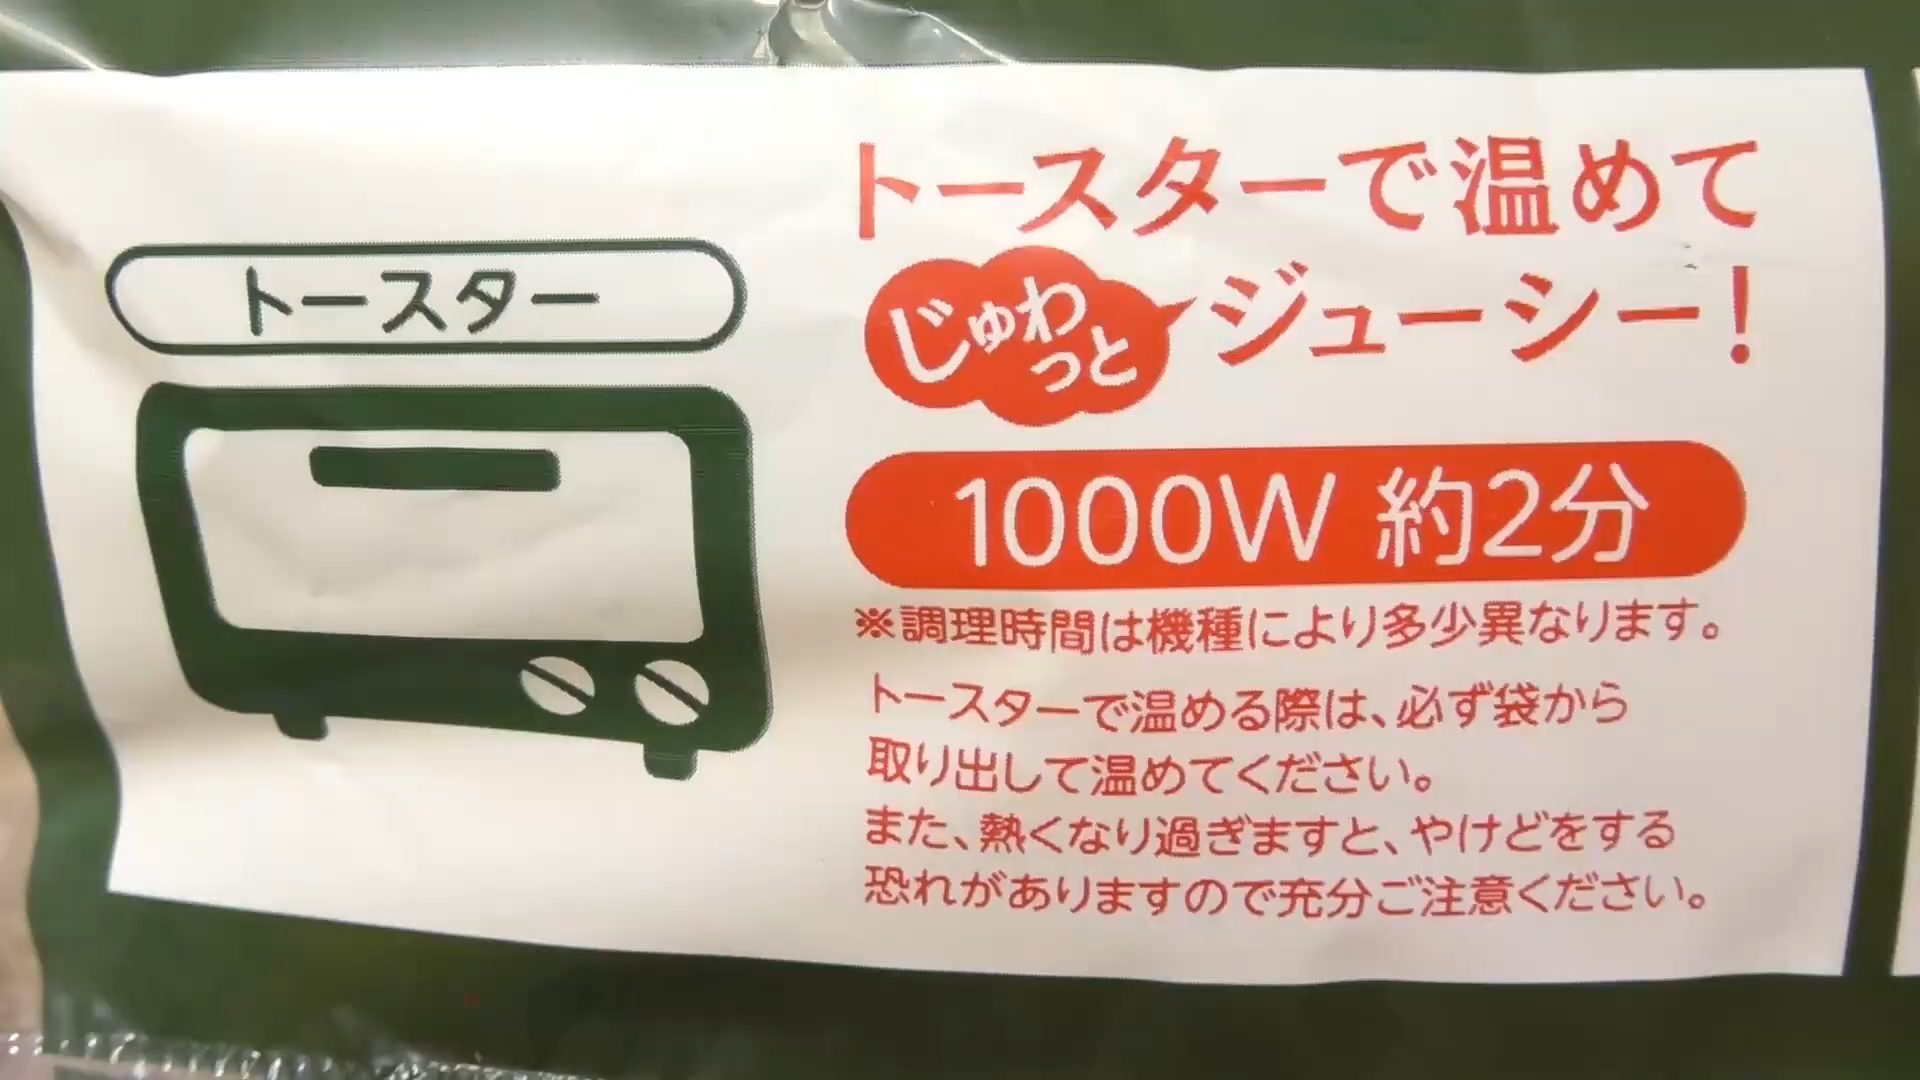 トースター
トースターで温めて
じゅわっと ジューシー!
1000W 約2分
※調理時間は機種により多少異なります。
トースターで温める際は、必ず袋から
取り出して温めてください。
また、熱くなり過ぎますと、やけどをする
恐れがありますので充分ご注意ください。